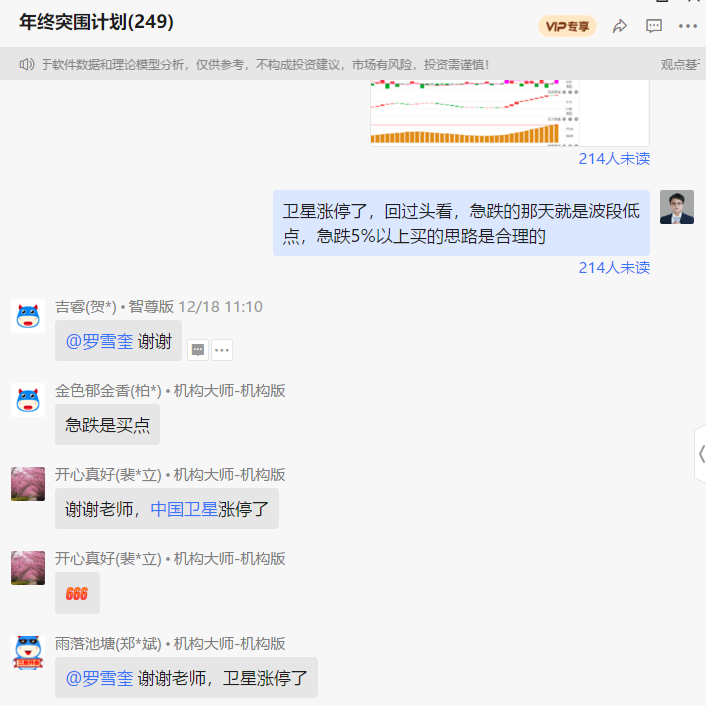 年终突围计划(249)
VIP专享
于软件数据和理论模型分析，仅供参考，不构成投资建议，市场有风险，投资需谨慎！
观点基于
214人未读
卫星涨停了，回过头看，急跌的那天就是波段低
点，急跌5%以上买的思路是合理的
214人未读
吉睿(贺*) • 智尊版 12/18 11:10
@罗雪奎 谢谢
金色郁金香(柏*) • 机构大师-机构版
急跌是买点
开心真好(裴*立) • 机构大师-机构版
谢谢老师，中国卫星涨停了
开心真好(裴*立) • 机构大师-机构版
666
雨落池塘(郑*斌) • 机构大师-机构版
@罗雪奎 谢谢老师，卫星涨停了